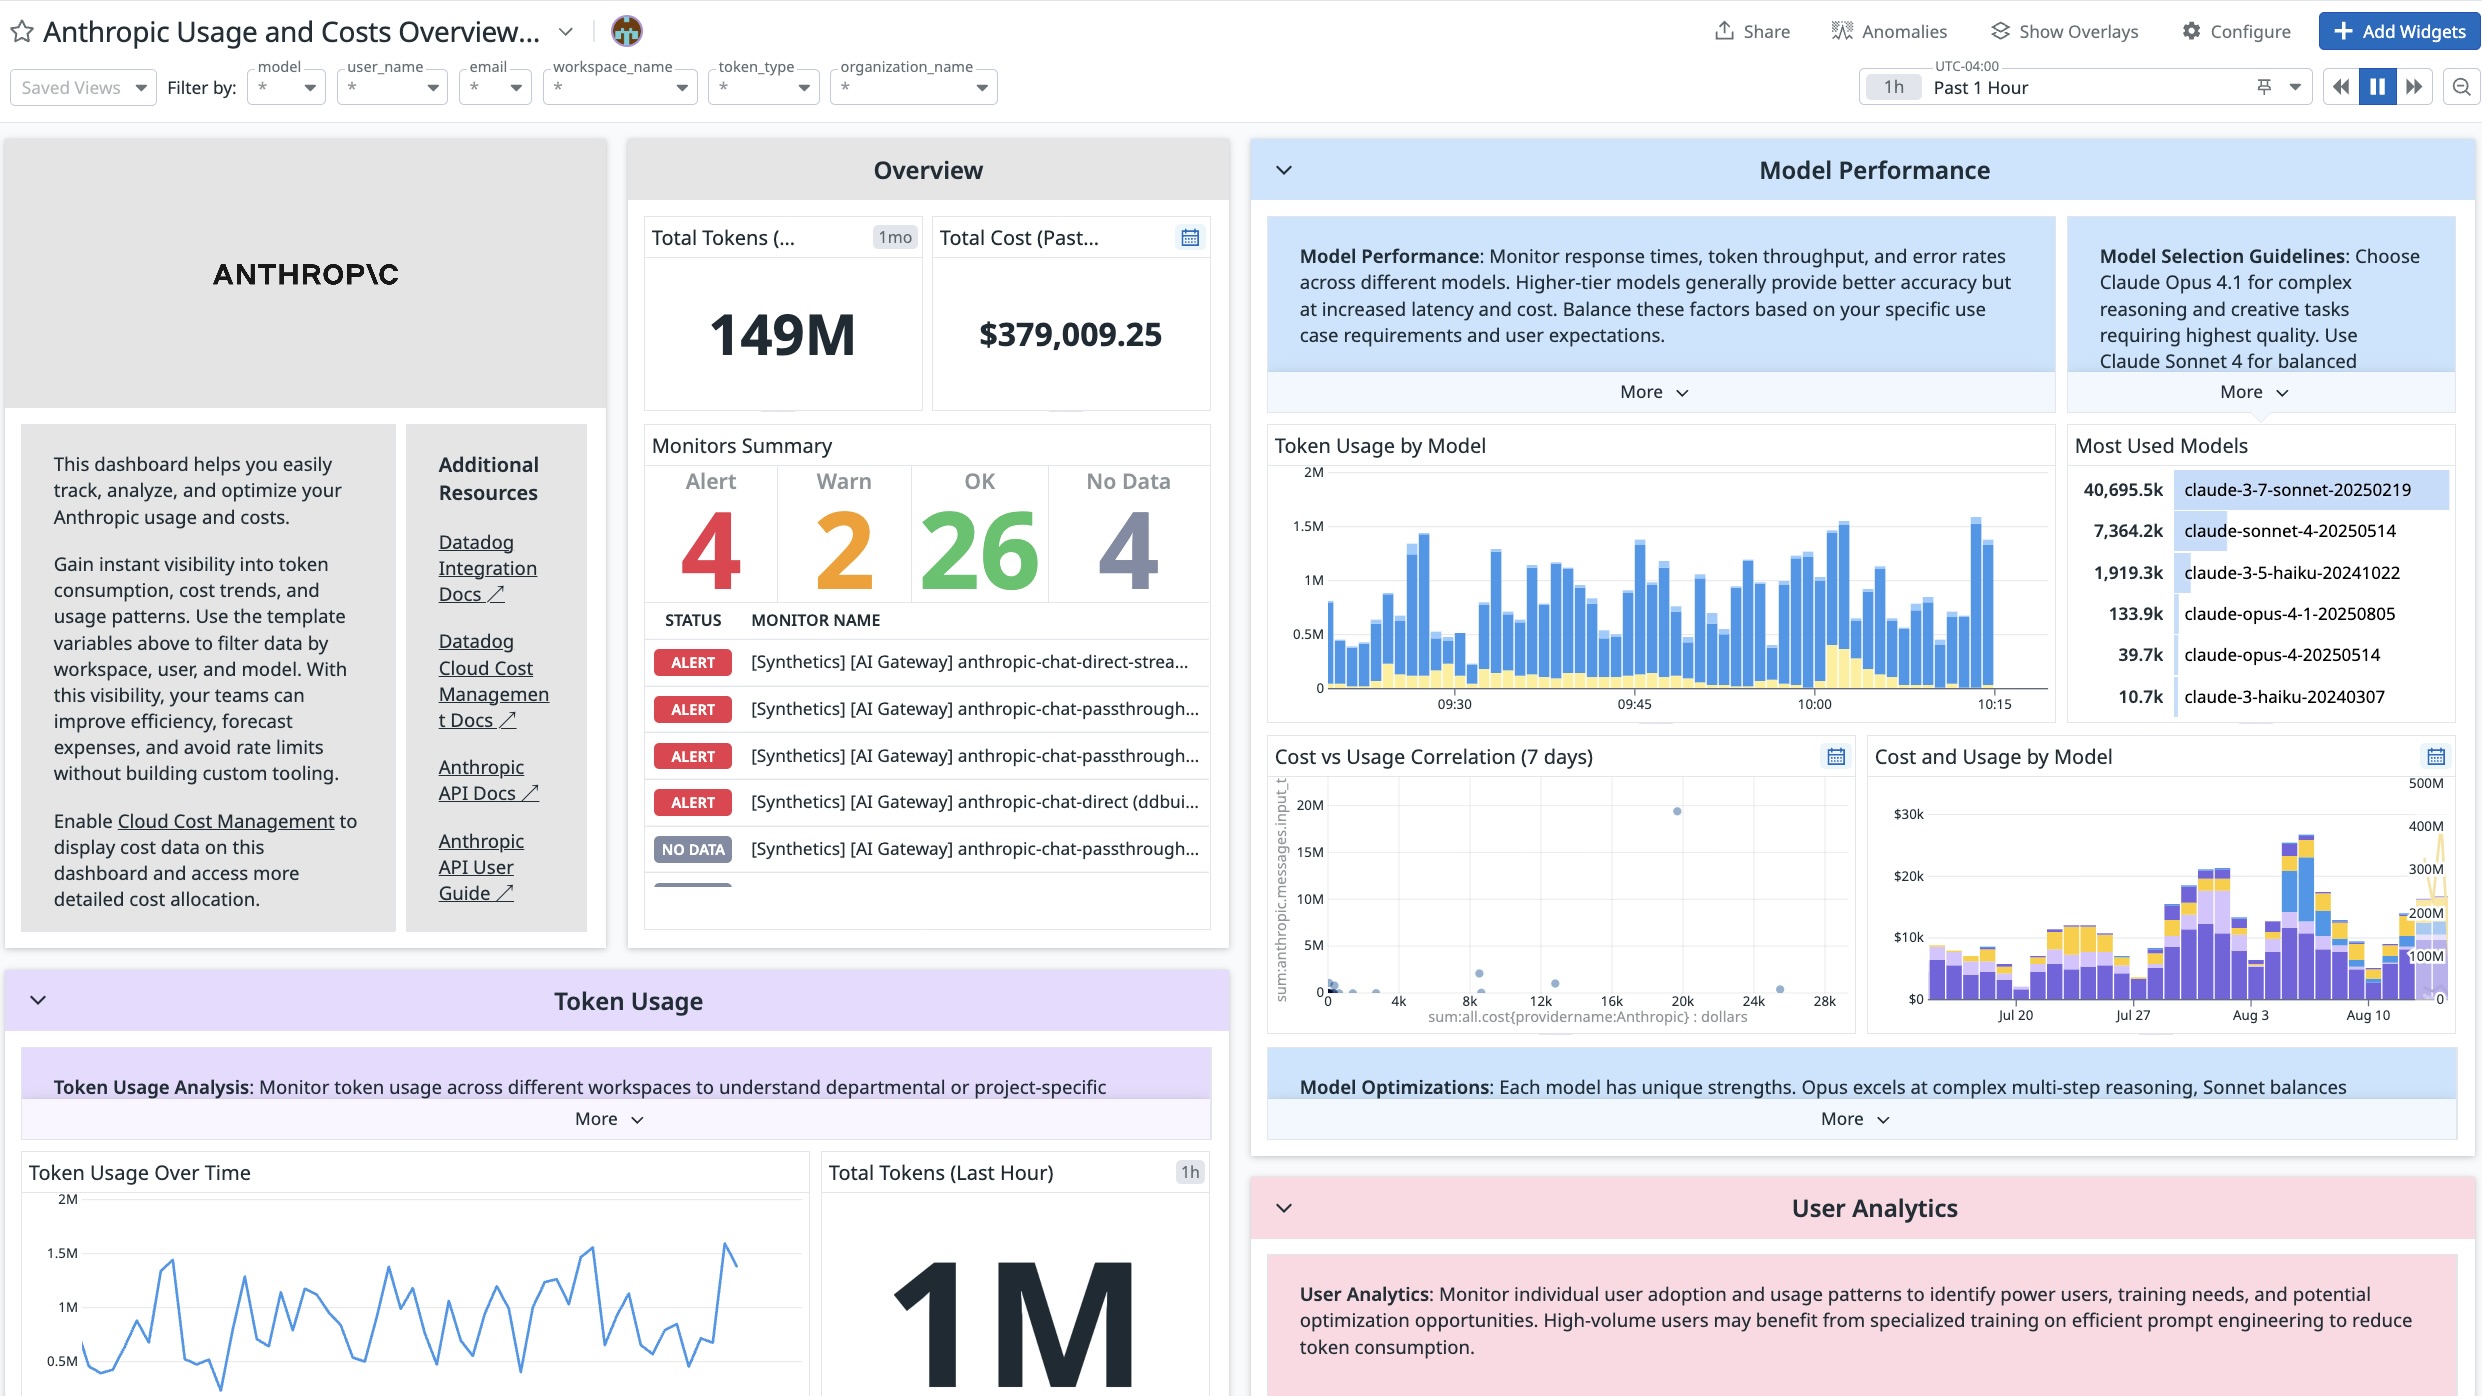 Anthropic Usage and Costs Overview...
Share
Anomalies
Show Overlays
Configure
Add Widgets
Saved Views
Filter by:
model
*
user_name
*
email
*
workspace_name
*
token_type
*
organization_name
*
UTC-04:00
1h
Past 1 Hour
ANTHROP\C
This dashboard helps you easily
track, analyze, and optimize your
Anthropic usage and costs.
Gain instant visibility into token
consumption, cost trends, and
usage patterns. Use the template
variables above to filter data by
workspace, user, and model. With
this visibility, your teams can
improve efficiency, forecast
expenses, and avoid rate limits
without building custom tooling.
Enable Cloud Cost Management to
display cost data on this
dashboard and access more
detailed cost allocation.
Additional
Resources
Datadog
Integration
Docs
Datadog
Cloud Cost
Managemen
t Docs
Anthropic
API Docs
Anthropic
API User
Guide
Overview
Total Tokens (...
1mo
149M
Total Cost (Past...
$379,009.25
Monitors Summary
Alert
Warn
OK
No Data
4
2
26
4
STATUS
MONITOR NAME
ALERT
[Synthetics] [AI Gateway] anthropic-chat-direct-strea...
ALERT
[Synthetics] [AI Gateway] anthropic-chat-passthrough...
ALERT
[Synthetics] [AI Gateway] anthropic-chat-passthrough...
ALERT
[Synthetics] [AI Gateway] anthropic-chat-direct (ddbui...
NO DATA
[Synthetics] [AI Gateway] anthropic-chat-passthrough...
Token Usage
Token Usage Analysis: Monitor token usage across different workspaces to understand departmental or project-specific
More
Token Usage Over Time
2M
1.5M
1M
0.5M
Total Tokens (Last Hour)
1h
1M
Model Performance
Model Performance: Monitor response times, token throughput, and error rates
across different models. Higher-tier models generally provide better accuracy but
at increased latency and cost. Balance these factors based on your specific use
case requirements and user expectations.
More
Model Selection Guidelines: Choose
Claude Opus 4.1 for complex
reasoning and creative tasks
requiring highest quality. Use
Claude Sonnet 4 for balanced
More
Token Usage by Model
2M
1.5M
1M
0.5M
0
09:30
09:45
10:00
10:15
Most Used Models
40,695.5k
claude-3-7-sonnet-20250219
7,364.2k
claude-sonnet-4-20250514
1,919.3k
claude-3-5-haiku-20241022
133.9k
claude-opus-4-1-20250805
39.7k
claude-opus-4-20250514
10.7k
claude-3-haiku-20240307
Cost vs Usage Correlation (7 days)
sum:anthropic.messages.input_t
20M
15M
10M
5M
0
0
4k
8k
12k
16k
20k
24k
28k
sum:all.cost{providername:Anthropic} : dollars
Cost and Usage by Model
$30k
$20k
$10k
$0
500M
400M
300M
200M
100M
0
Jul 20
Jul 27
Aug 3
Aug 10
Model Optimizations: Each model has unique strengths. Opus excels at complex multi-step reasoning, Sonnet balances
More
User Analytics
User Analytics: Monitor individual user adoption and usage patterns to identify power users, training needs, and potential
optimization opportunities. High-volume users may benefit from specialized training on efficient prompt engineering to reduce
token consumption.